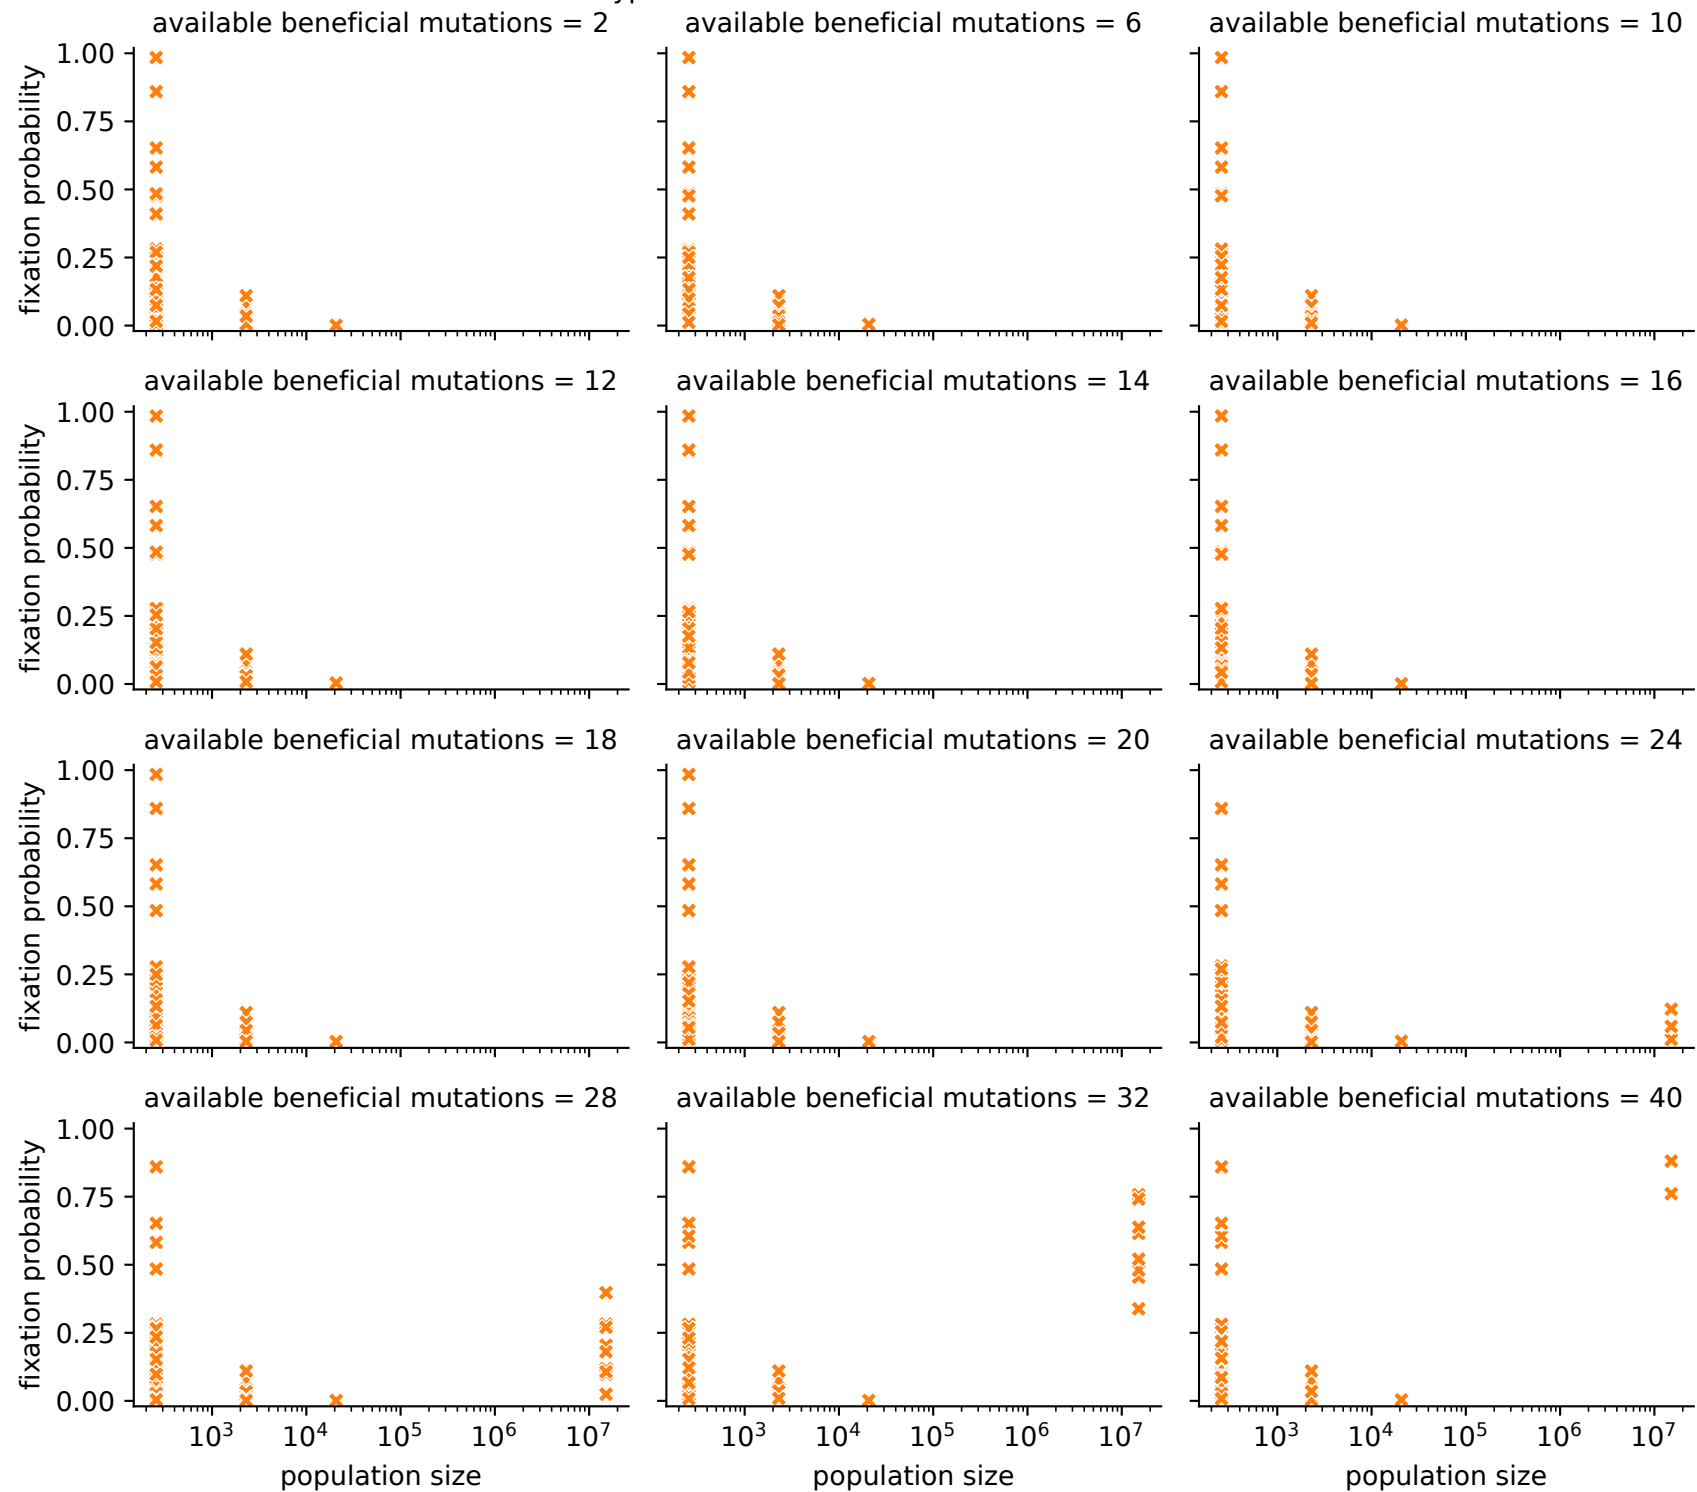 available beneficial mutations = 2
available beneficial mutations = 6
available beneficial mutations = 10
fixation probability
1.00
0.75
0.50
0.25
0.00
available beneficial mutations = 12
available beneficial mutations = 14
available beneficial mutations = 16
fixation probability
1.00
0.75
0.50
0.25
0.00
available beneficial mutations = 18
available beneficial mutations = 20
available beneficial mutations = 24
fixation probability
1.00
0.75
0.50
0.25
0.00
available beneficial mutations = 28
available beneficial mutations = 32
available beneficial mutations = 40
fixation probability
1.00
0.75
0.50
0.25
0.00
10³ 10⁴ 10⁵ 10⁶ 10⁷
10³ 10⁴ 10⁵ 10⁶ 10⁷
10³ 10⁴ 10⁵ 10⁶ 10⁷
population size
population size
population size